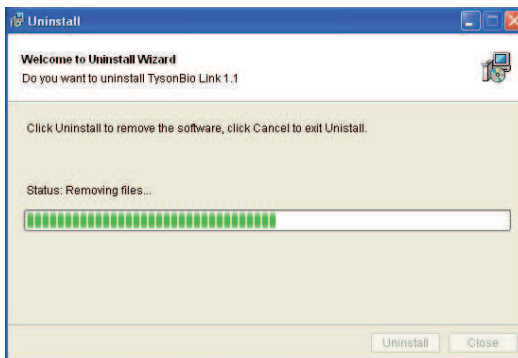 Uninstall
Welcome to Uninstall Wizard
Do you want to uninstall TysonBio Link 1.1
Click Uninstall to remove the software, click Cancel to exit Unistall.
Status: Removing files...
Uninstall Close